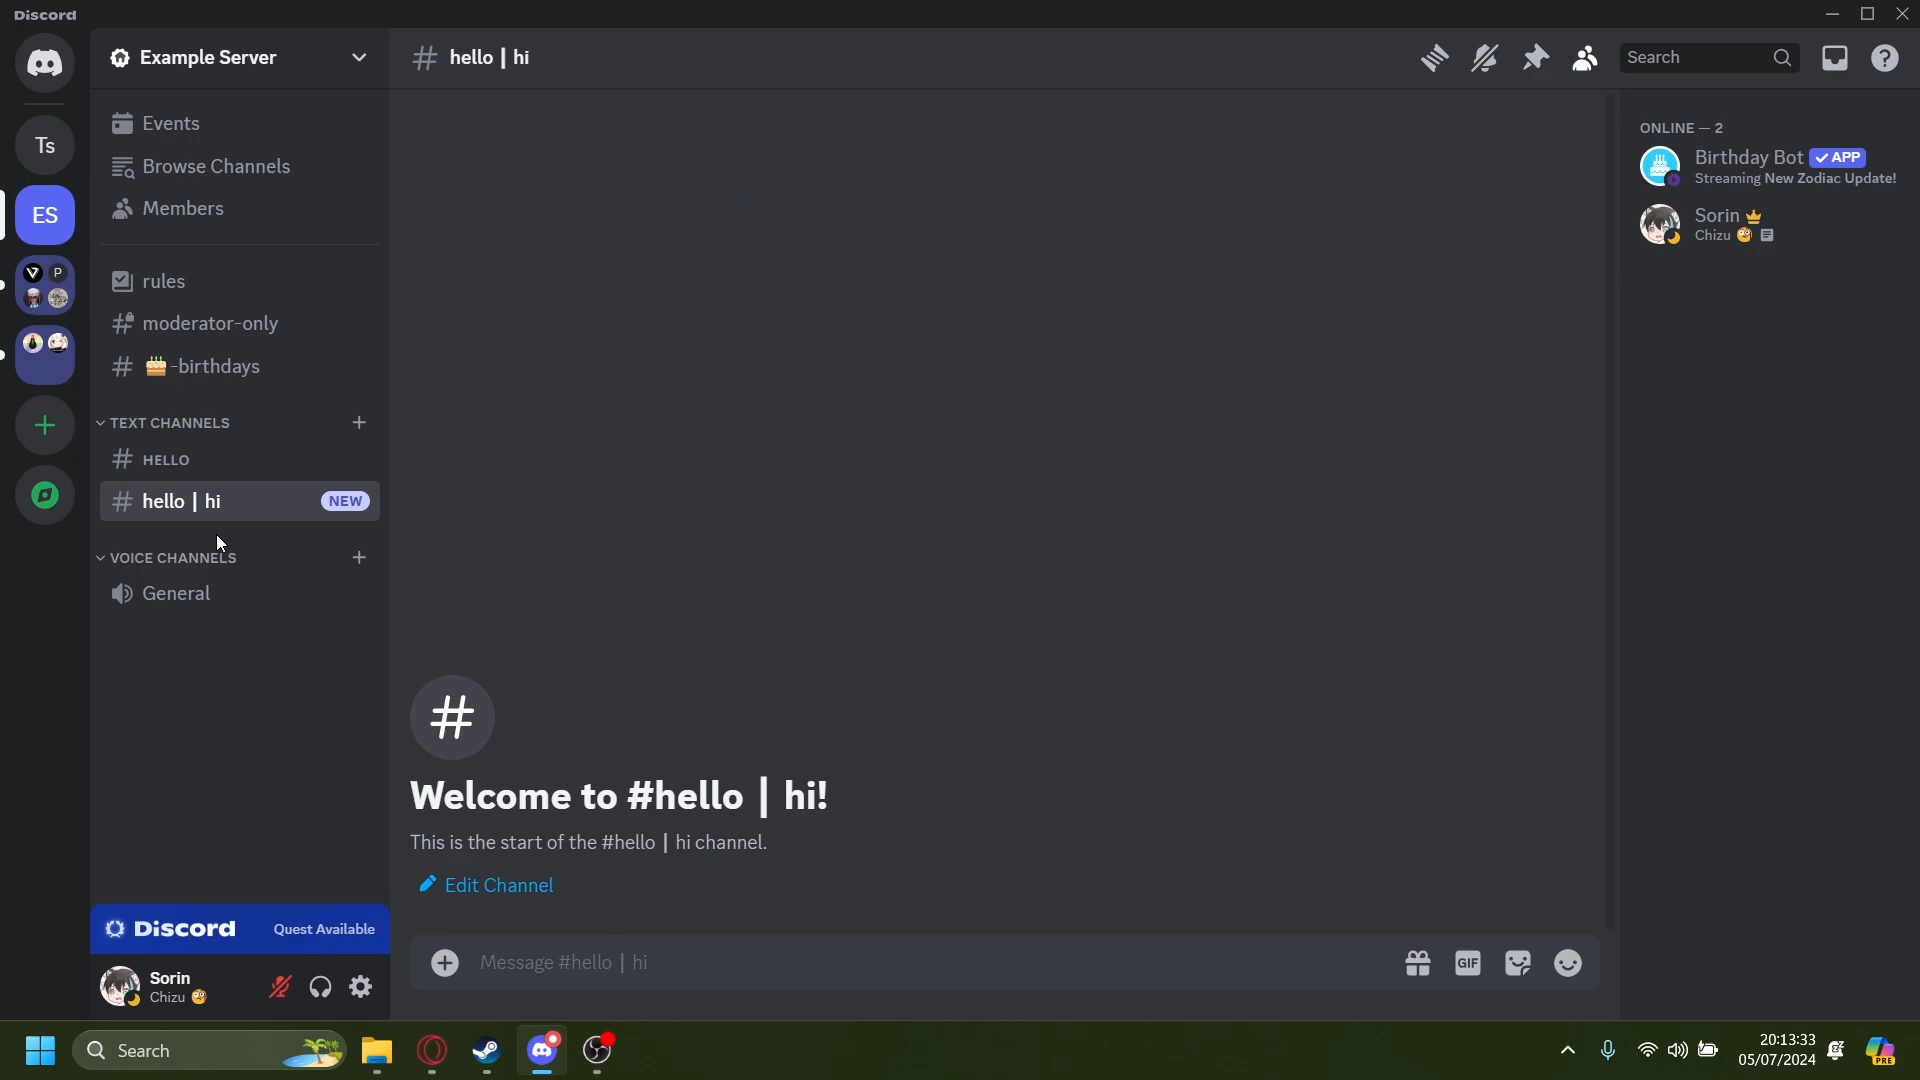 Discord
Example Server
# hello | hi
Search
Events
Browse Channels
Members
rules
moderator-only
🎂-birthdays
TEXT CHANNELS
HELLO
hello | hi NEW
VOICE CHANNELS
General
Ts
ES
P
Welcome to #hello | hi!
This is the start of the #hello | hi channel.
Edit Channel
Message #hello | hi
GIF
ONLINE — 2
Birthday Bot ✓ APP
Streaming New Zodiac Update!
Sorin
Chizu
Discord Quest Available
Sorin
Chizu
Search
20:13:33
05/07/2024
PRE